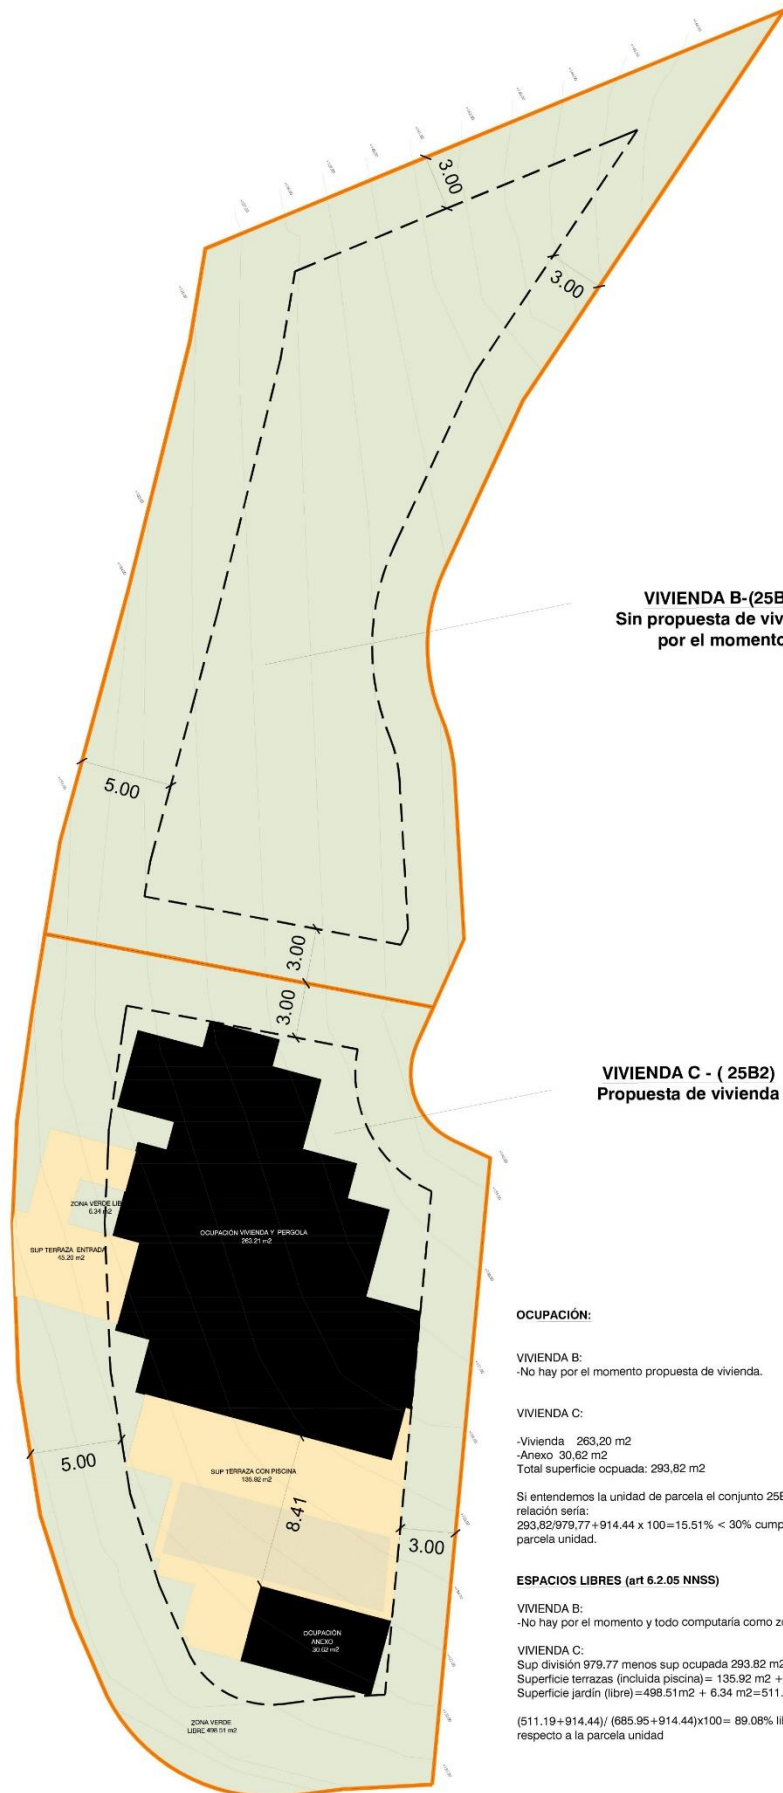 3.00
3.00
VIVIENDA B-(25B
Sin propuesta de viv
por el momento
5.00
3.00
3.00
VIVIENDA C - ( 25B2)
Propuesta de vivienda
ZONA VERDE LIB
6.34 m2
OCUPACIÓN VIVIENDA Y PERGOLA
263.21 m2
SUP TERRAZA ENTRADA
45.20 m2
OCUPACIÓN:
VIVIENDA B:
-No hay por el momento propuesta de vivienda.
VIVIENDA C:
-Vivienda 263,20 m2
-Anexo 30,62 m2
Total superficie ocpuada: 293,82 m2
Si entendemos la unidad de parcela el conjunto 25B
relación sería:
293,82/979,77+914.44 x 100=15.51% < 30% cump
parcela unidad.
5.00
SUP TERRAZA CON PISCINA
135.92 m2
8.41
3.00
ESPACIOS LIBRES (art 6.2.05 NNSS)
VIVIENDA B:
-No hay por el momento y todo computaría como z
VIVIENDA C:
Sup división 979.77 menos sup ocupada 293.82 m2
Superficie terrazas (incluida piscina)= 135.92 m2 +
Superficie jardín (libre)=498.51m2 + 6.34 m2=511.
(511.19+914.44)/ (685.95+914.44)x100= 89.08% li
respecto a la parcela unidad
OCUPACIÓN
ANEXO
30.62 m2
ZONA VERDE
LIBRE 498.51 m2